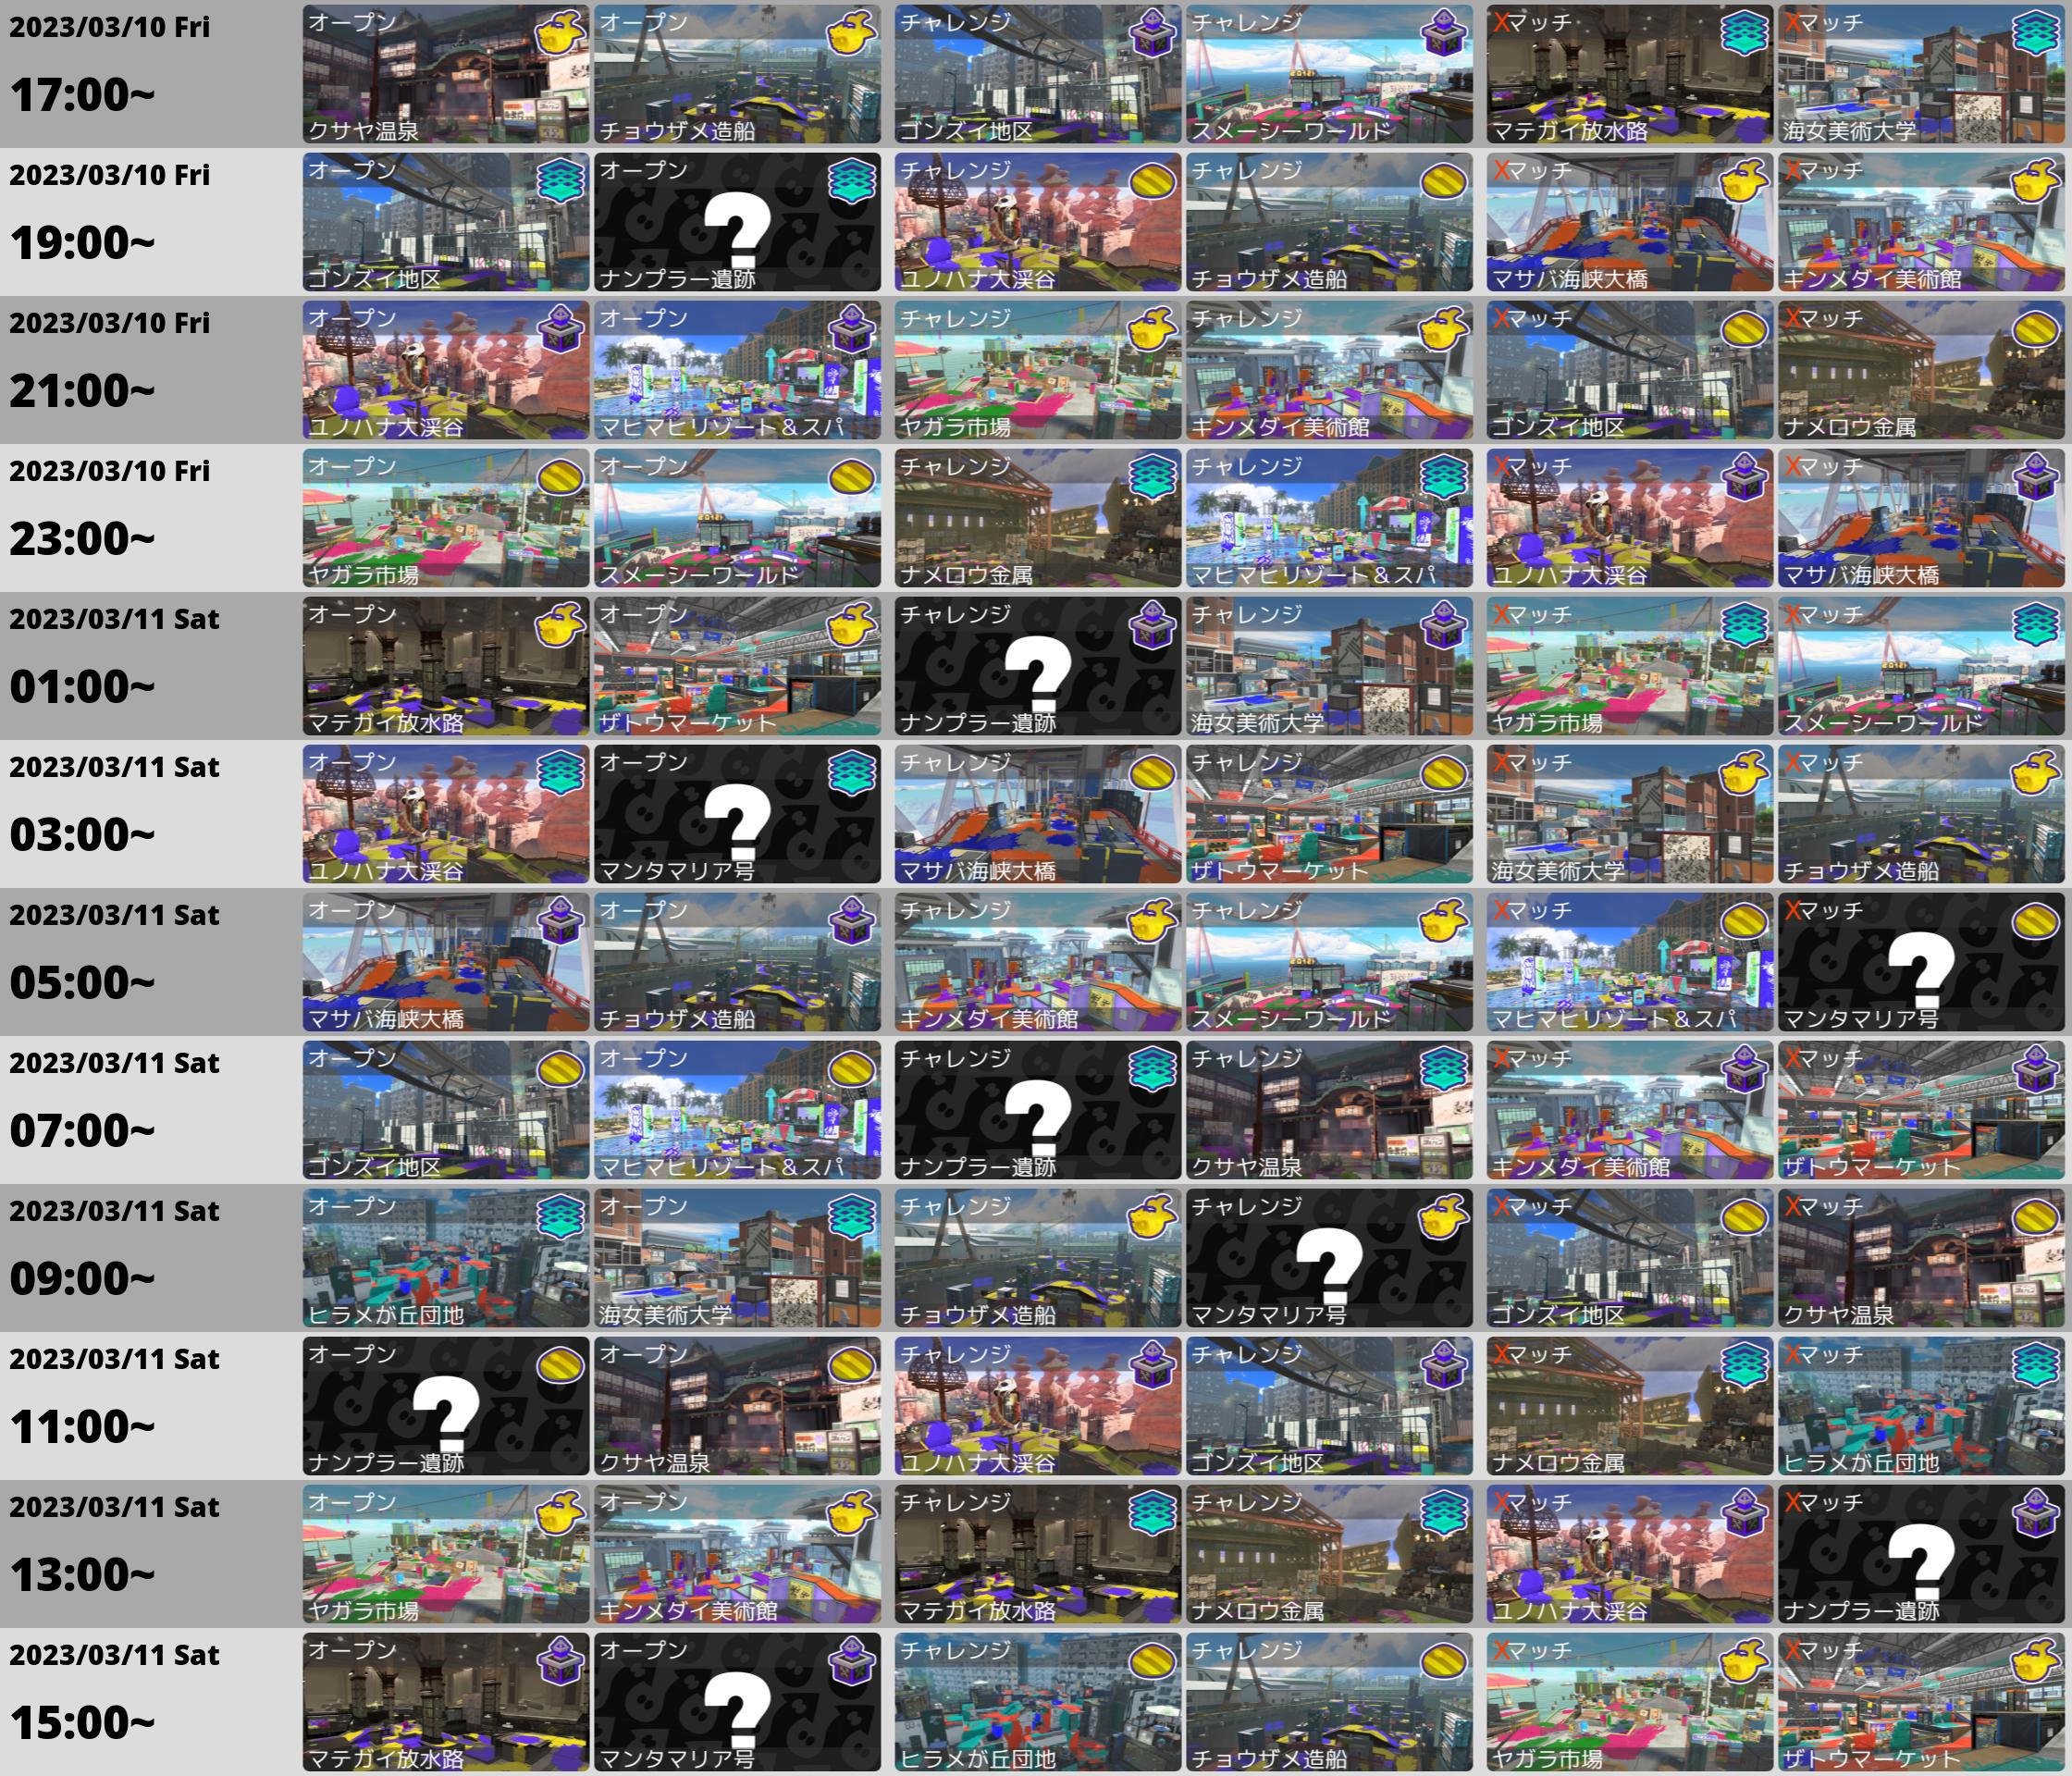 2023/03/10 Fri
17:00~
オープン オープン チャレンジ チャレンジ Xマッチ Xマッチ
クサヤ温泉 チョウザメ造船 ゴンズイ地区 スメーシーワールド マテガイ放水路 海女美術大学
2023/03/10 Fri
19:00~
オープン オープン チャレンジ チャレンジ Xマッチ Xマッチ
ゴンズイ地区 ナンプラー遺跡 ユノハナ大渓谷 チョウザメ造船 マサバ海峡大橋 キンメダイ美術館
2023/03/10 Fri
21:00~
オープン オープン チャレンジ チャレンジ Xマッチ Xマッチ
ユノハナ大渓谷 マヒマヒリゾート&スパ ヤガラ市場 キンメダイ美術館 ゴンズイ地区 ナメロウ金属
2023/03/10 Fri
23:00~
オープン オープン チャレンジ チャレンジ Xマッチ Xマッチ
ヤガラ市場 スメーシーワールド ナメロウ金属 マヒマヒリゾート&スパ ユノハナ大渓谷 マサバ海峡大橋
2023/03/11 Sat
01:00~
オープン オープン チャレンジ チャレンジ Xマッチ Xマッチ
マテガイ放水路 ザトウマーケット ナンプラー遺跡 海女美術大学 ヤガラ市場 スメーシーワールド
2023/03/11 Sat
03:00~
オープン オープン チャレンジ チャレンジ Xマッチ Xマッチ
ユノハナ大渓谷 マンタマリア号 マサバ海峡大橋 ザトウマーケット 海女美術大学 チョウザメ造船
2023/03/11 Sat
05:00~
オープン オープン チャレンジ チャレンジ Xマッチ Xマッチ
マサバ海峡大橋 チョウザメ造船 キンメダイ美術館 スメーシーワールド マヒマヒリゾート&スパ マンタマリア号
2023/03/11 Sat
07:00~
オープン オープン チャレンジ チャレンジ Xマッチ Xマッチ
ゴンズイ地区 マヒマヒリゾート&スパ ナンプラー遺跡 クサヤ温泉 キンメダイ美術館 ザトウマーケット
2023/03/11 Sat
09:00~
オープン オープン チャレンジ チャレンジ Xマッチ Xマッチ
ヒラメが丘団地 海女美術大学 チョウザメ造船 マンタマリア号 ゴンズイ地区 クサヤ温泉
2023/03/11 Sat
11:00~
オープン オープン チャレンジ チャレンジ Xマッチ Xマッチ
ナンプラー遺跡 クサヤ温泉 ユノハナ大渓谷 ゴンズイ地区 ナメロウ金属 ヒラメが丘団地
2023/03/11 Sat
13:00~
オープン オープン チャレンジ チャレンジ Xマッチ Xマッチ
ヤガラ市場 キンメダイ美術館 マテガイ放水路 ナメロウ金属 ユノハナ大渓谷 ナンプラー遺跡
2023/03/11 Sat
15:00~
オープン オープン チャレンジ チャレンジ Xマッチ Xマッチ
マテガイ放水路 マンタマリア号 ヒラメが丘団地 チョウザメ造船 ヤガラ市場 ザトウマーケット